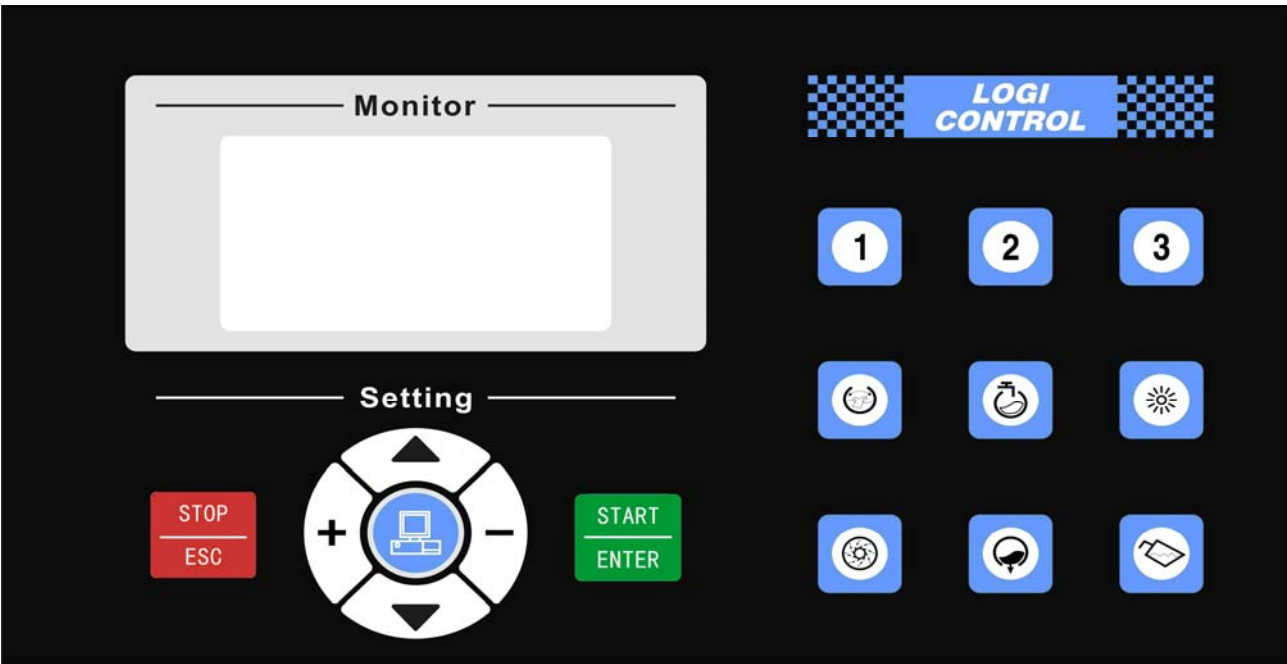 Monitor
LOGI
CONTROL
1
2
3
Setting
STOP
ESC
+
-
START
ENTER